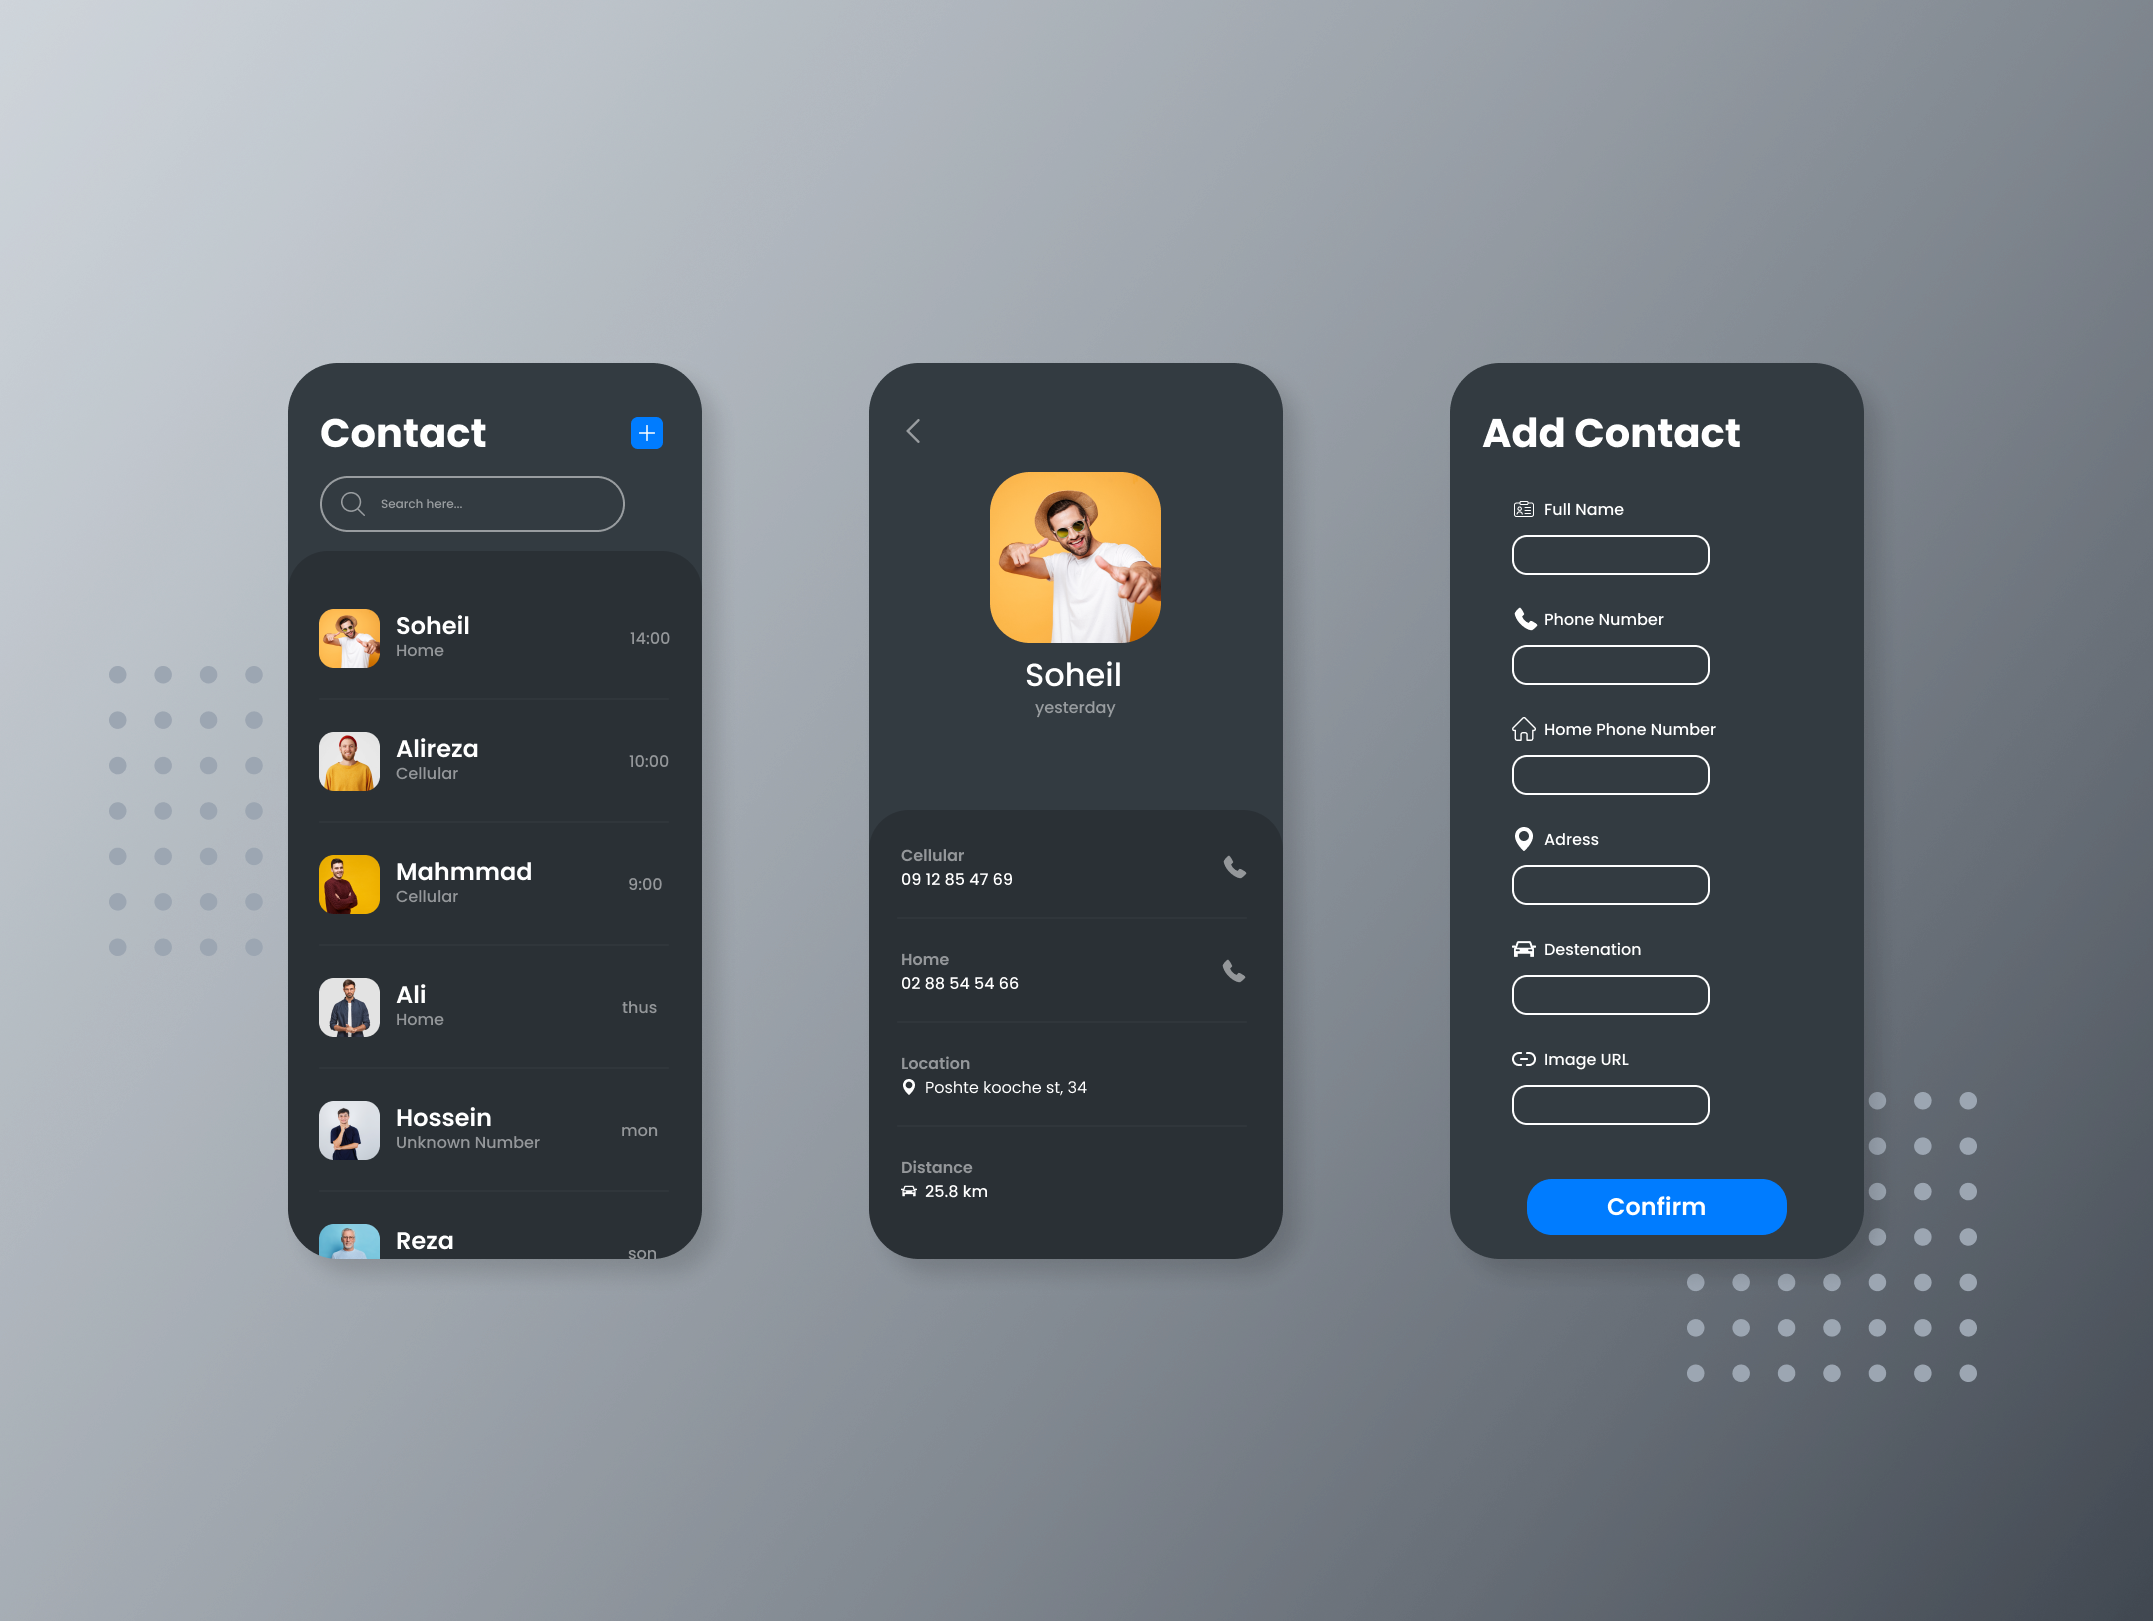 Contact
Search here...
Soheil
Home
14:00
Alireza
Cellular
10:00
Mahmmad
Cellular
9:00
Ali
Home
thus
Hossein
Unknown Number
mon
Reza
son
Soheil
yesterday
Cellular
09 12 85 47 69
Home
02 88 54 54 66
Location
Poshte kooche st, 34
Distance
25.8 km
Add Contact
Full Name
Phone Number
Home Phone Number
Adress
Destenation
Image URL
Confirm